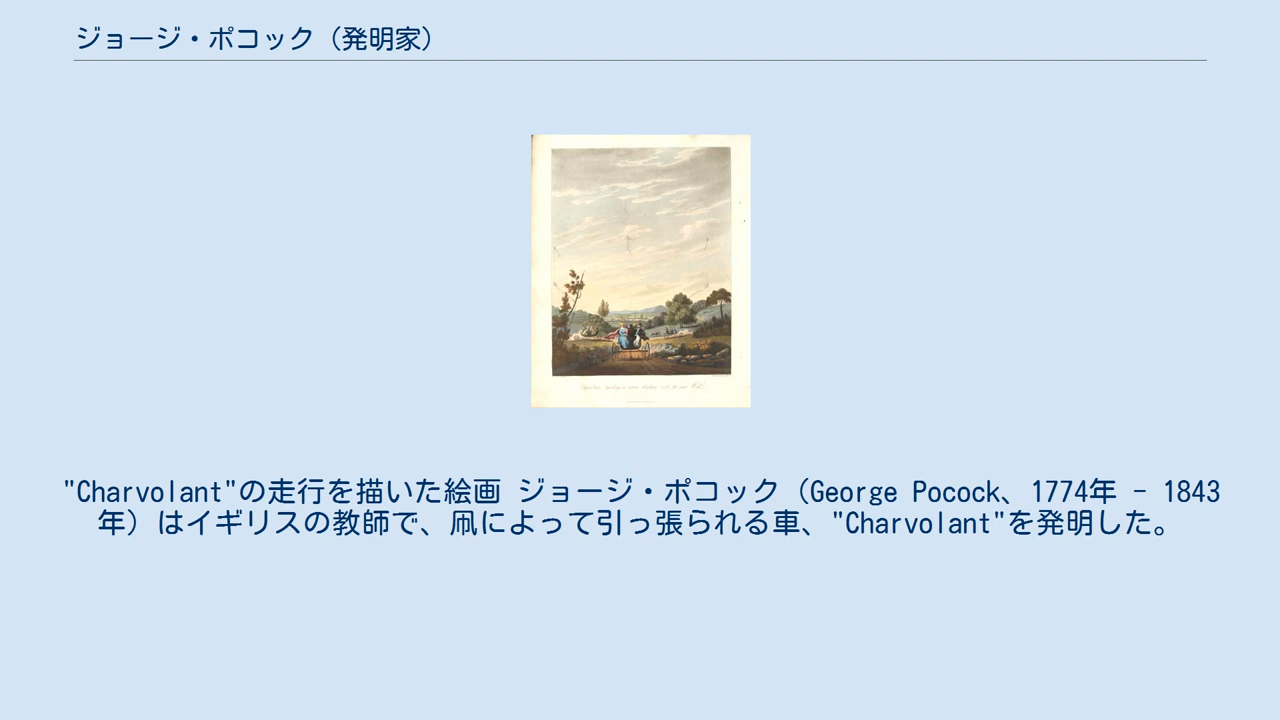 ジョージ・ポコック（発明家）
"Charvolant"の走行を描いた絵画 ジョージ・ポコック（George Pocock、1774年 - 1843
年）はイギリスの教師で、凧によって引っ張られる車、"Charvolant"を発明した。